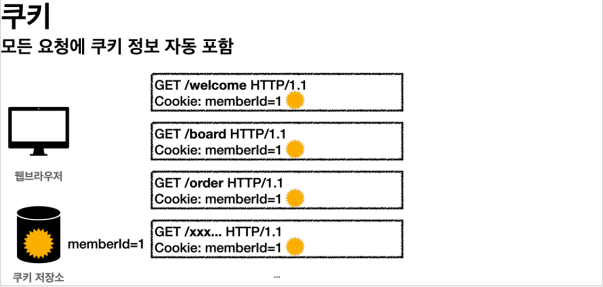 쿠키
모든 요청에 쿠키 정보 자동 포함
GET /welcome HTTP/1.1
Cookie: memberId=1
GET /board HTTP/1.1
Cookie: memberId=1
웹브라우저
GET /order HTTP/1.1
Cookie: memberId=1
GET /xxx... HTTP/1.1
Cookie: memberId=1
memberId=1
쿠키 저장소
...